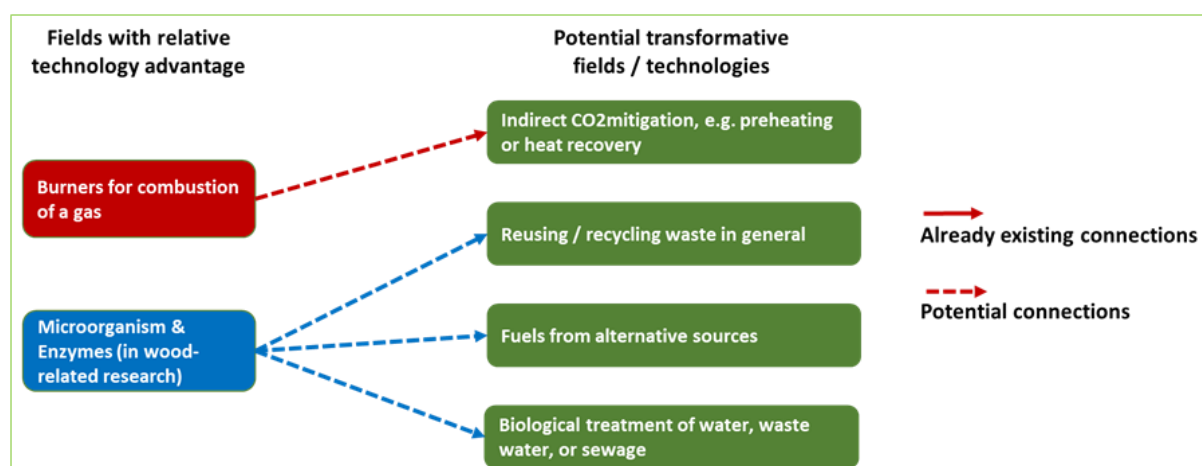 Fields with relative
technology advantage
Potential transformative
fields / technologies
Indirect CO2mitigation, e.g. preheating
or heat recovery
Burners for combustion
of a gas
Reusing / recycling waste in general
Already existing connections
Potential connections
Microorganism &
Enzymes (in wood-
related research)
Fuels from alternative sources
Biological treatment of water, waste
water, or sewage